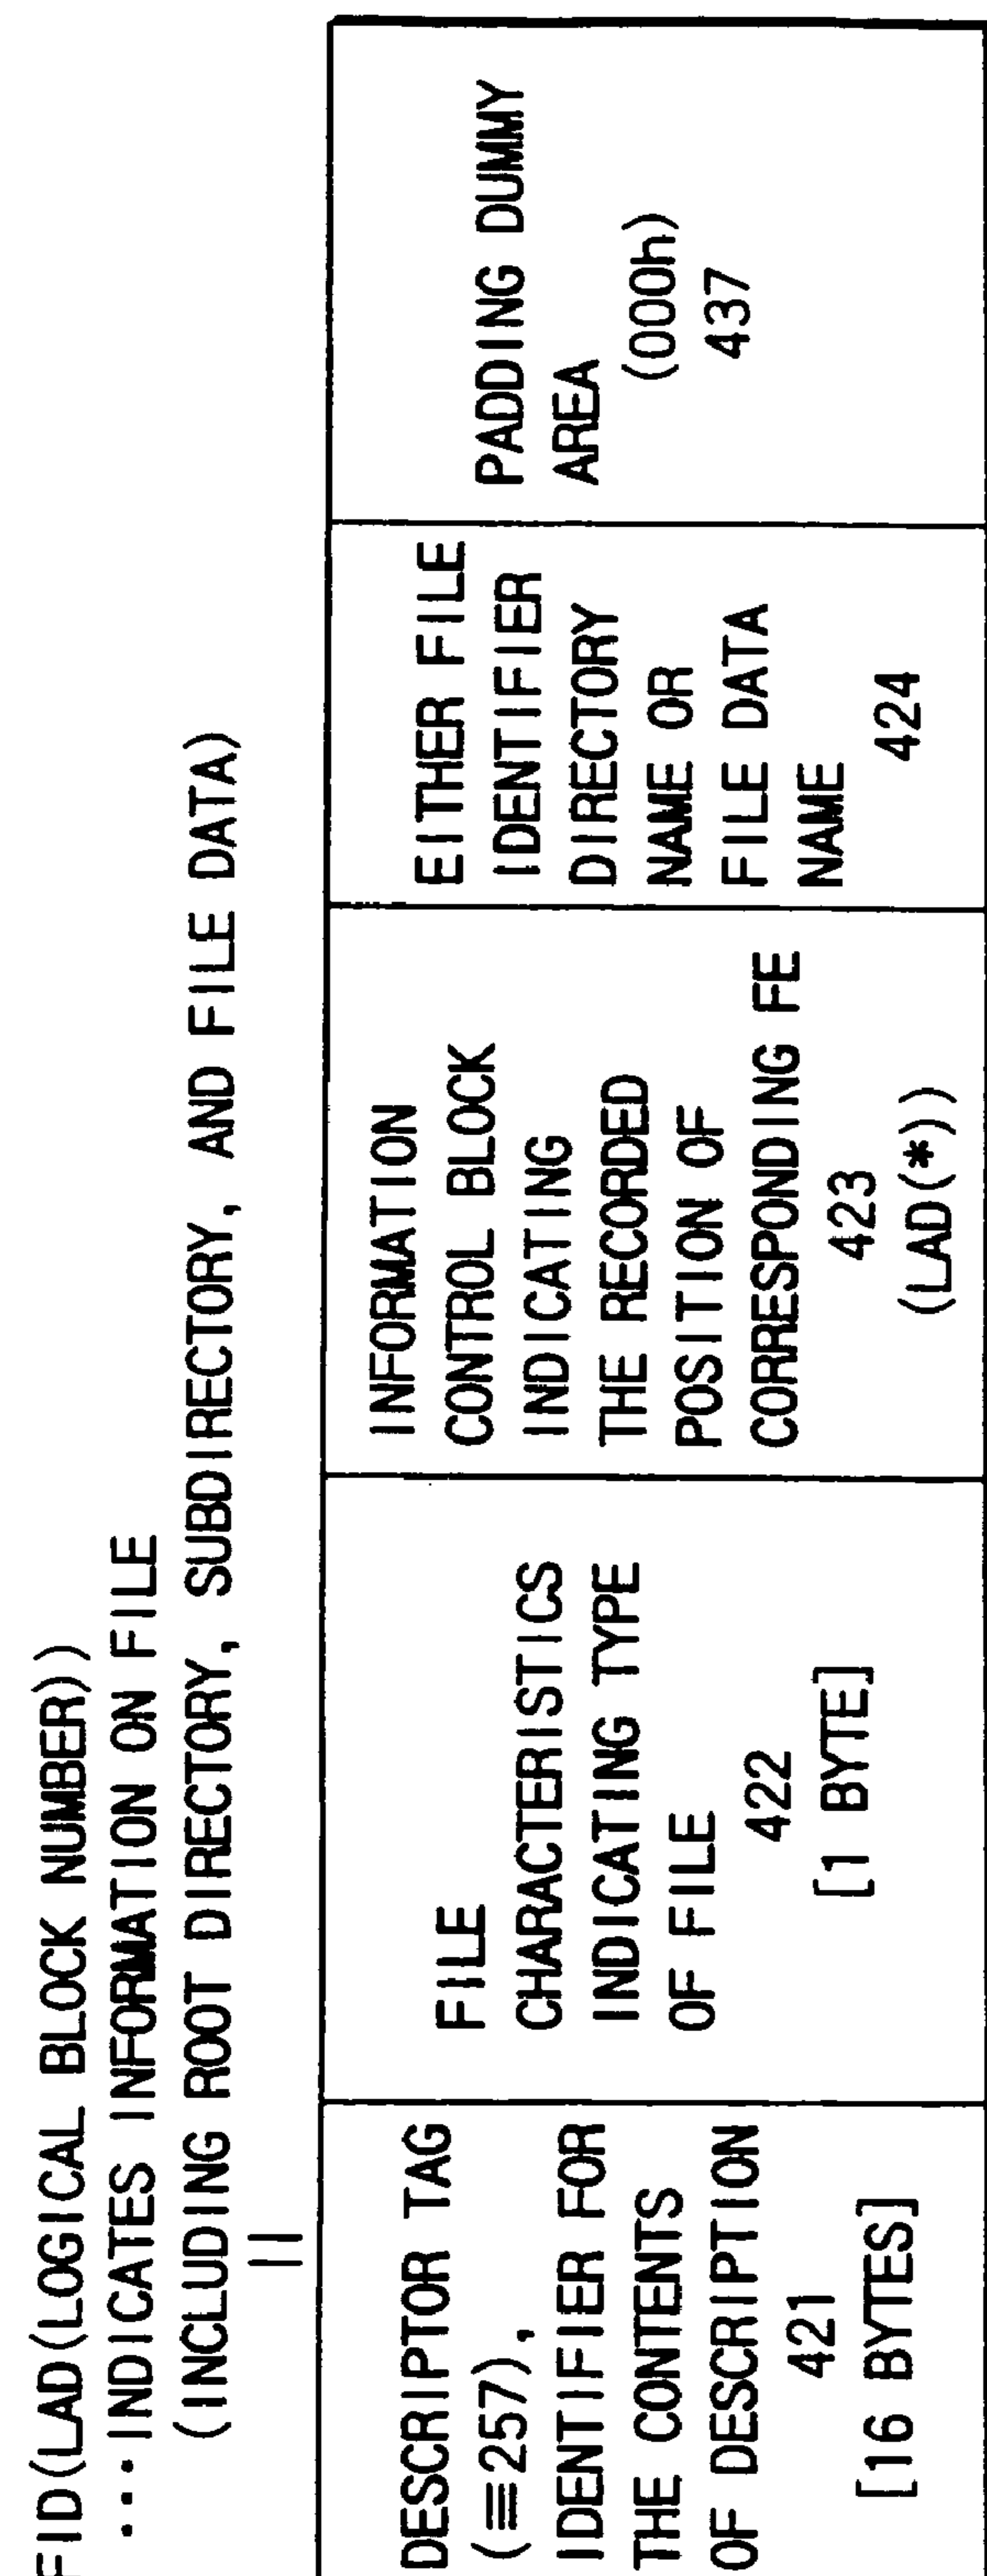 FID(LAD(LOGICAL BLOCK NUMBER))
···INDICATES INFORMATION ON FILE
(INCLUDING ROOT DIRECTORY, SUBDIRECTORY, AND FILE DATA)
||
DESCRIPTOR TAG
(≡257),
IDENTIFIER FOR
THE CONTENTS
OF DESCRIPTION
421
[16 BYTES]
FILE
CHARACTERISTICS
INDICATING TYPE
OF FILE
422
[1 BYTE]
INFORMATION
CONTROL BLOCK
INDICATING
THE RECORDED
POSITION OF
CORRESPONDING FE
423
(LAD(*))
EITHER FILE
IDENTIFIER
DIRECTORY
NAME OR
FILE DATA
NAME
424
PADDING DUMMY
AREA
(000h)
437